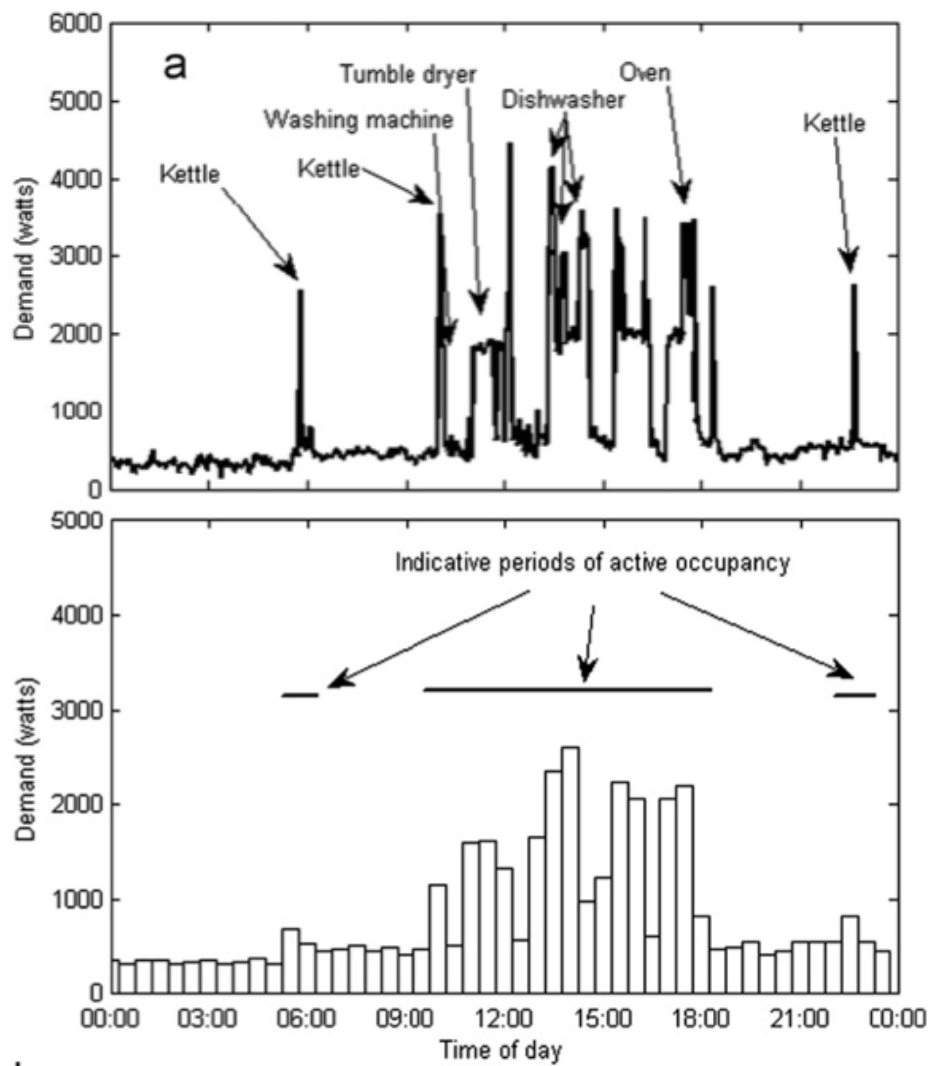 6000
a
Tumble dryer
Oven
5000
Dishwasher
Washing machine
Kettle
4000
Kettle
Kettle
3000
2000
1000
0
Demand (watts)
5000
Indicative periods of active occupancy
4000
3000
2000
1000
0
Demand (watts)
00:00 03:00 06:00 09:00 12:00 15:00 18:00 21:00 00:00
Time of day